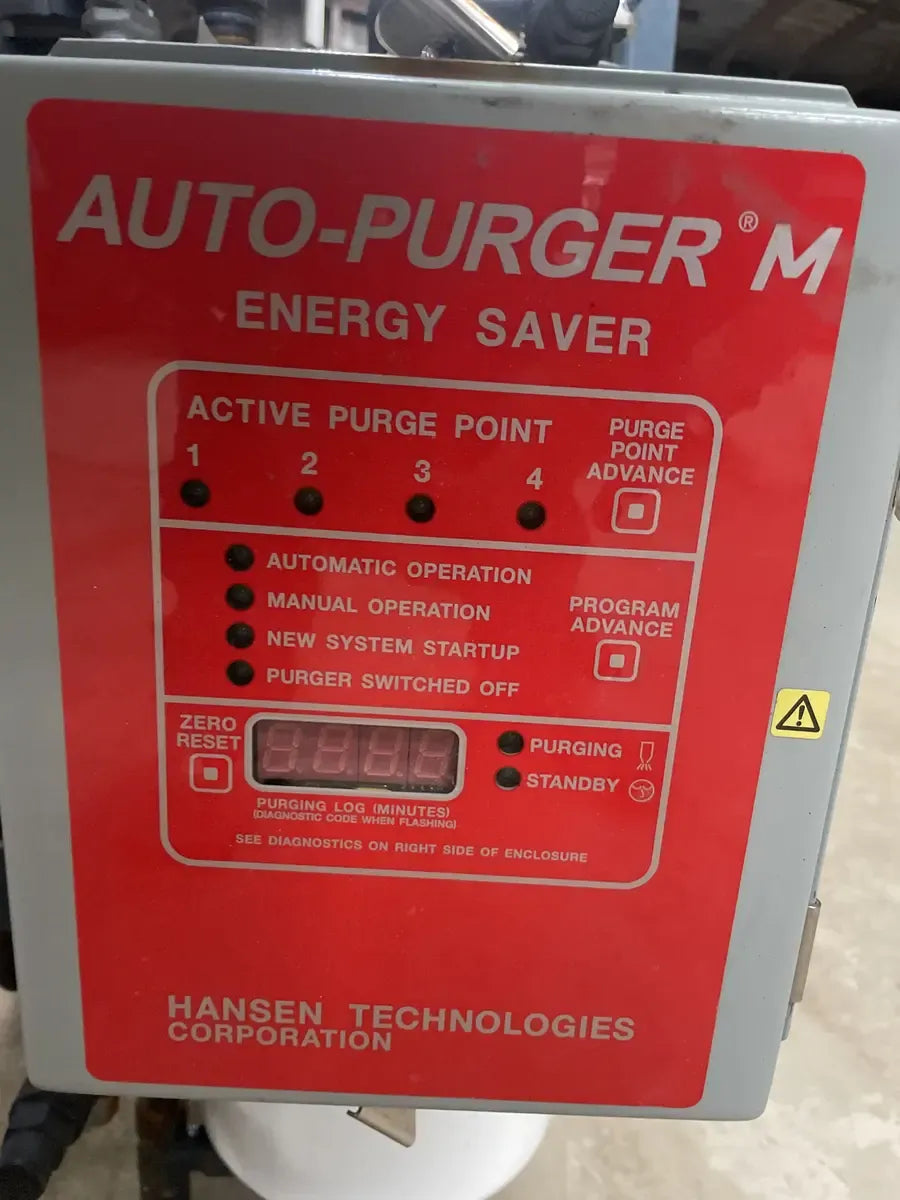 AUTO-PURGER® M
ENERGY SAVER
ACTIVE PURGE POINT
1 2 3 4
PURGE
POINT
ADVANCE
AUTOMATIC OPERATION
MANUAL OPERATION
NEW SYSTEM STARTUP
PURGER SWITCHED OFF
PROGRAM
ADVANCE
ZERO
RESET
PURGING
STANDBY
PURGING LOG (MINUTES)
(DIAGNOSTIC CODE WHEN FLASHING)
SEE DIAGNOSTICS ON RIGHT SIDE OF ENCLOSURE
HANSEN TECHNOLOGIES
CORPORATION